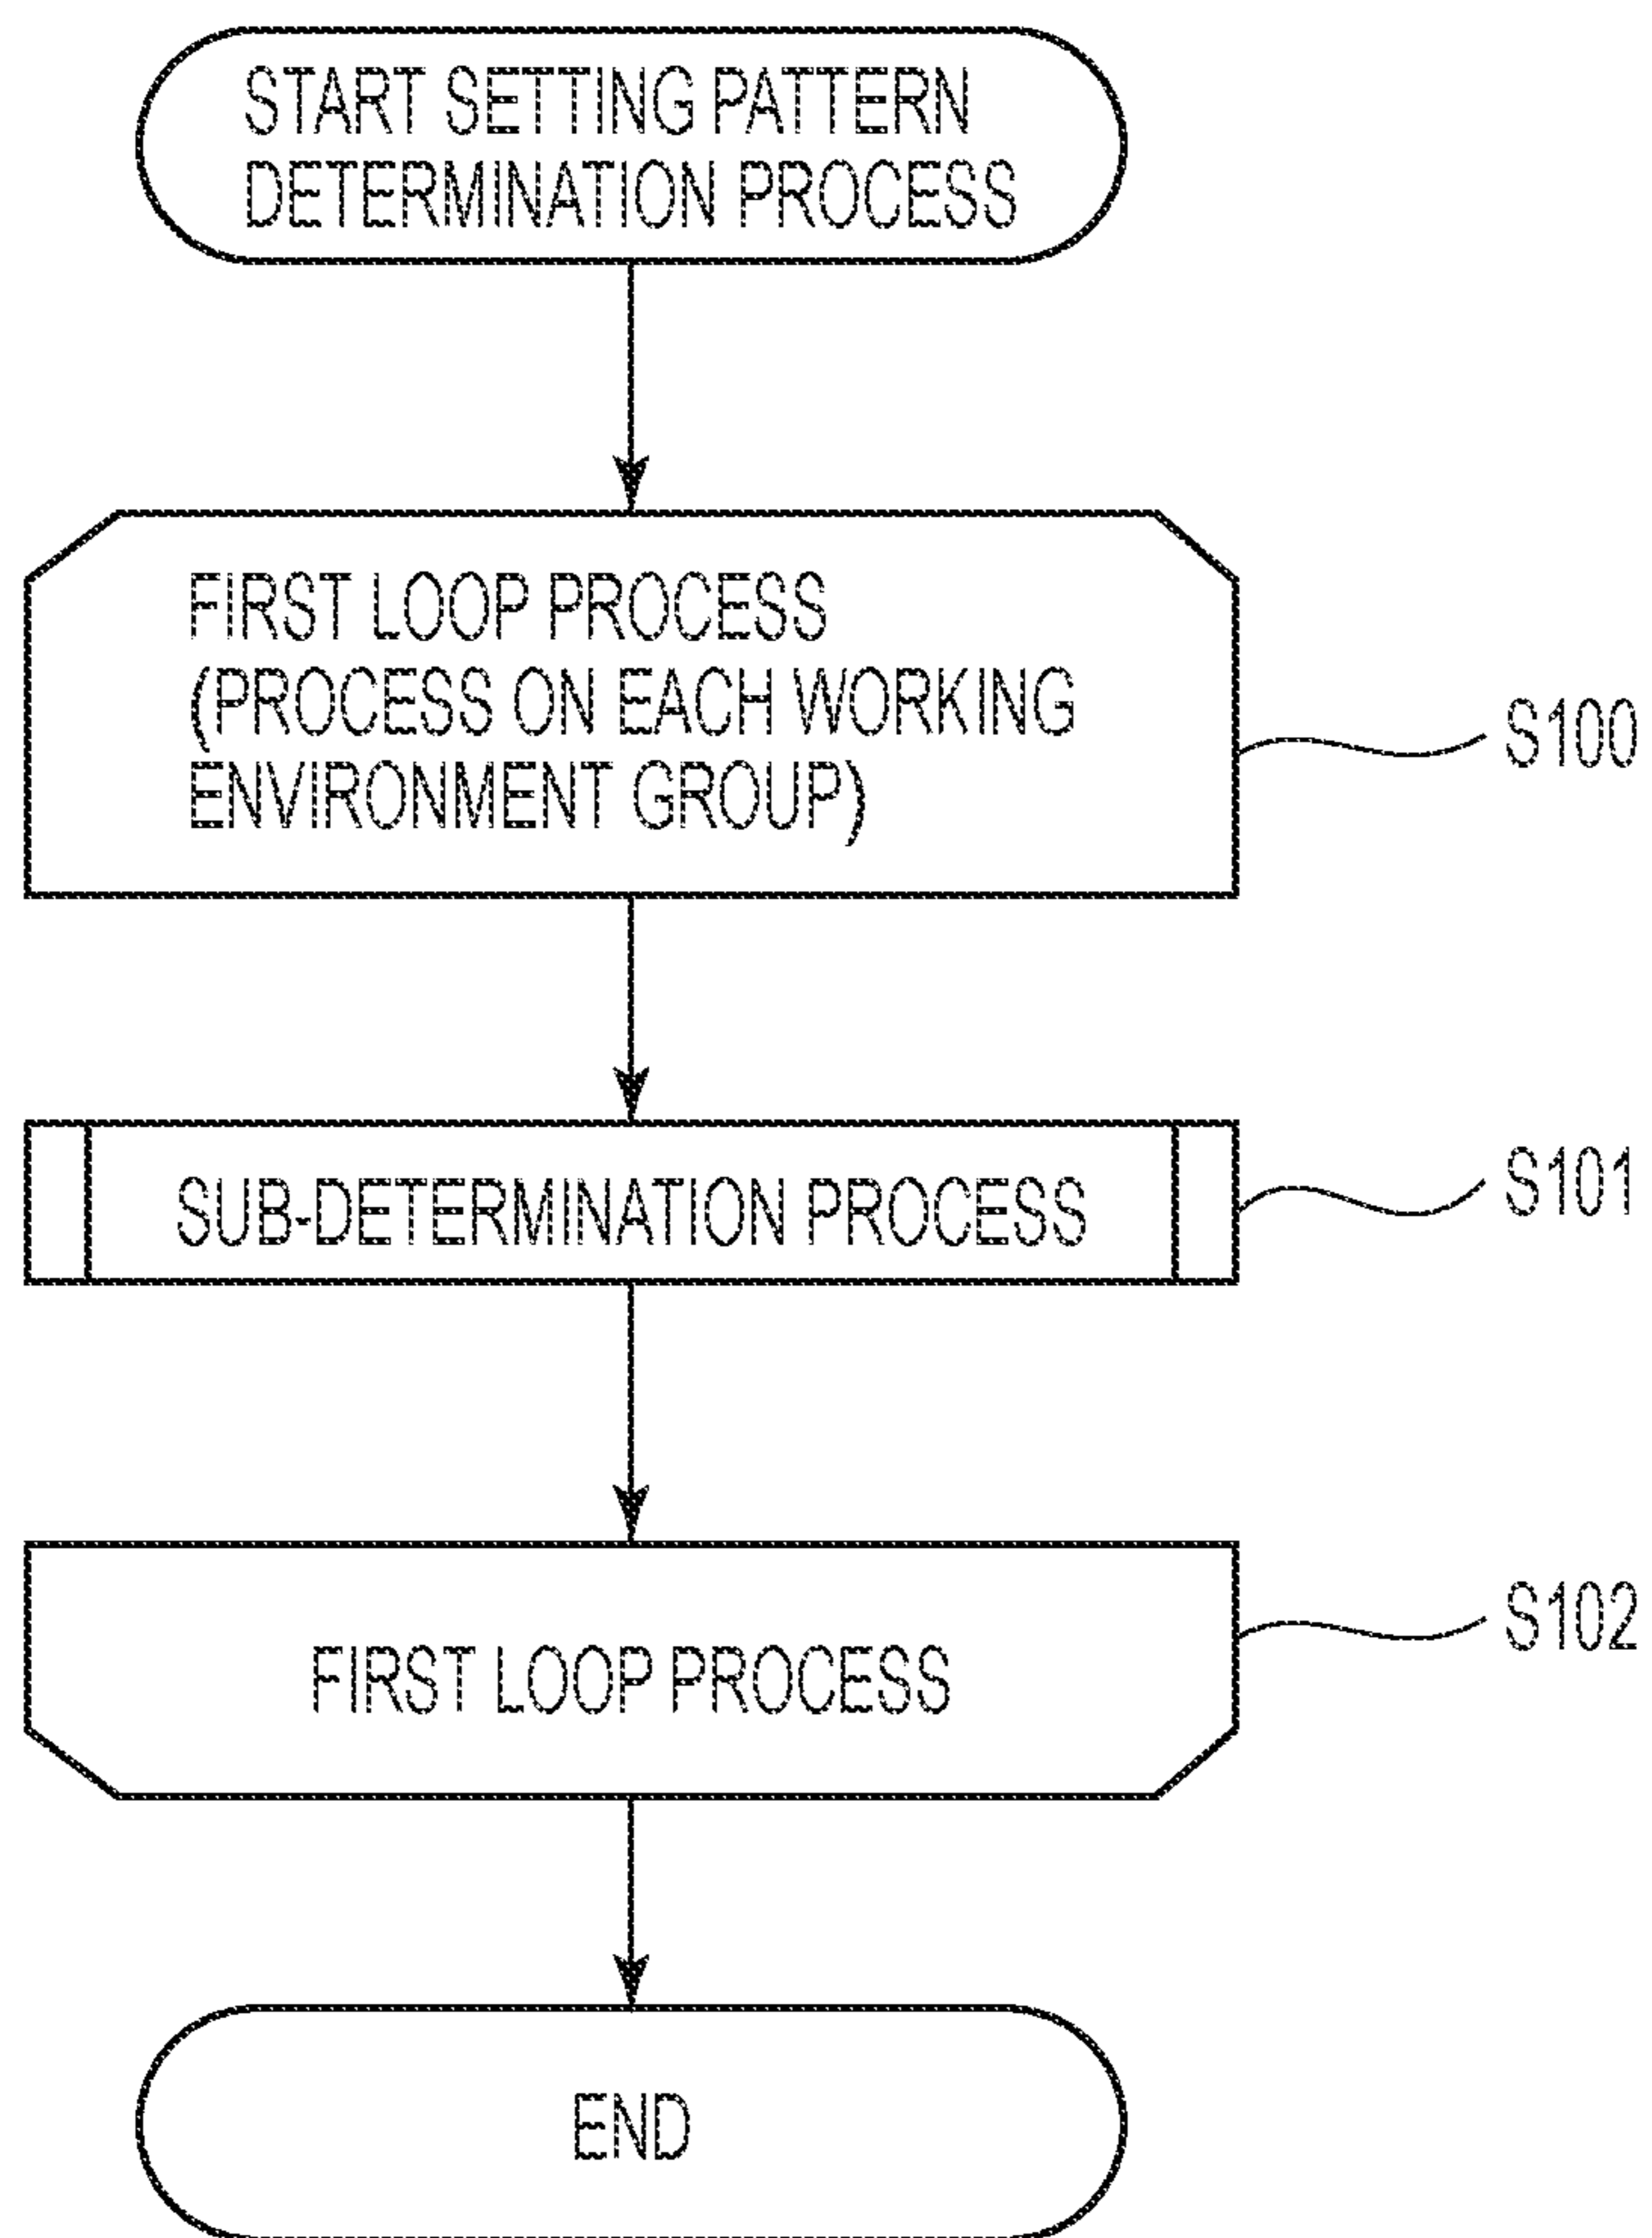 START SETTING PATTERN
DETERMINATION PROCESS
FIRST LOOP PROCESS
(PROCESS ON EACH WORKING
ENVIRONMENT GROUP)
S100
SUB-DETERMINATION PROCESS
S101
FIRST LOOP PROCESS
S102
END